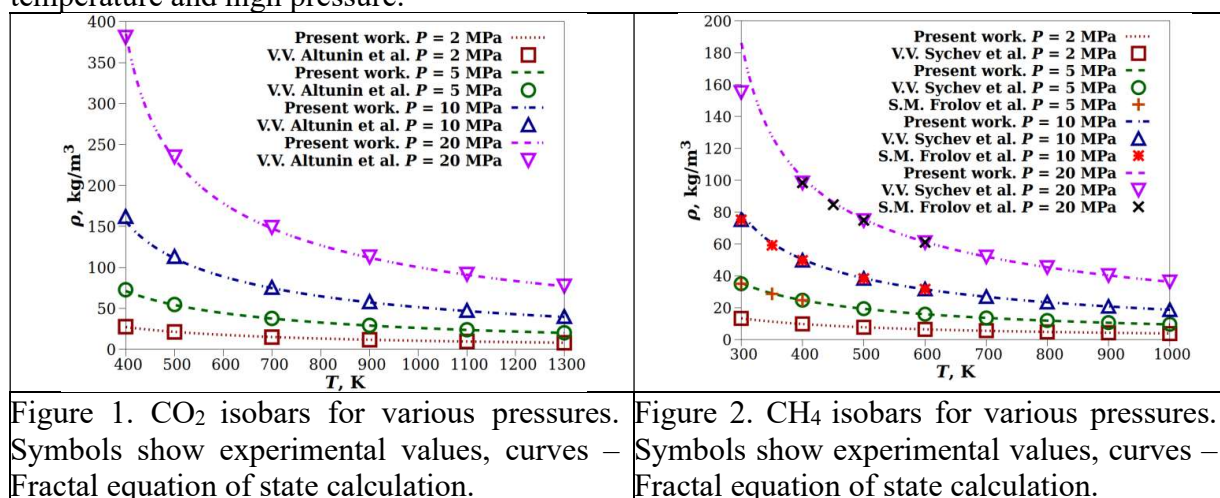 temperature and high pressure.
400
350
300
250
200
150
100
50
0
ρ, kg/m³
400 500 600 700 800 900 1000 1100 1200 1300
T, K
Present work. P = 2 MPa
V.V. Altunin et al. P = 2 MPa
Present work. P = 5 MPa
V.V. Altunin et al. P = 5 MPa
Present work. P = 10 MPa
V.V. Altunin et al. P = 10 MPa
Present work. P = 20 MPa
V.V. Altunin et al. P = 20 MPa
200
180
160
140
120
100
80
60
40
20
0
ρ, kg/m³
300 400 500 600 700 800 900 1000
T, K
Present work. P = 2 MPa
V.V. Sychev et al. P = 2 MPa
Present work. P = 5 MPa
V.V. Sychev et al. P = 5 MPa
S.M. Frolov et al. P = 5 MPa
Present work. P = 10 MPa
V.V. Sychev et al. P = 10 MPa
S.M. Frolov et al. P = 10 MPa
Present work. P = 20 MPa
V.V. Sychev et al. P = 20 MPa
S.M. Frolov et al. P = 20 MPa
Figure 1. CO₂ isobars for various pressures.
Symbols show experimental values, curves –
Fractal equation of state calculation.
Figure 2. CH₄ isobars for various pressures.
Symbols show experimental values, curves –
Fractal equation of state calculation.